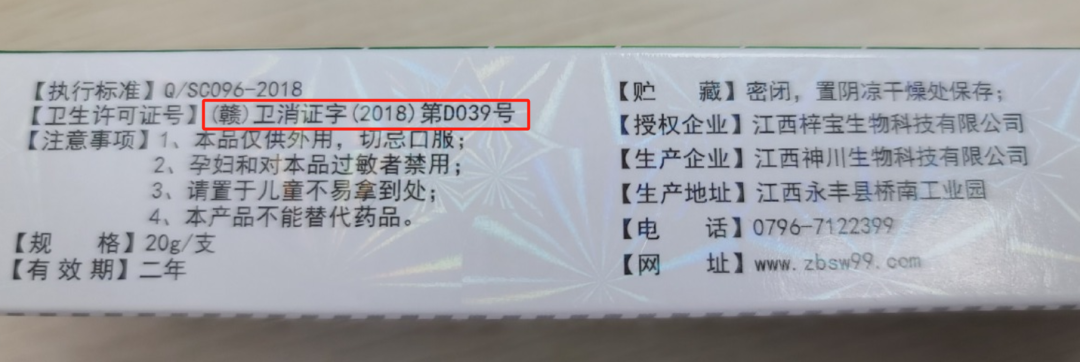 【执行标准】Q/SC096-2018
【卫生许可证号】(赣)卫消证字(2018)第D039号
【注意事项】1、本品仅供外用，切忌口服；
2、孕妇和对本品过敏者禁用；
3、请置于儿童不易拿到处；
4、本产品不能替代药品。
【规 格】20g/支
【有效期】二年
【贮 藏】密闭，置阴凉干燥处保存；
【授权企业】江西梓宝生物科技有限公司
【生产企业】江西神川生物科技有限公司
【生产地址】江西永丰县桥南工业园
【电 话】0796-7122399
【网 址】www.zbsw99.com